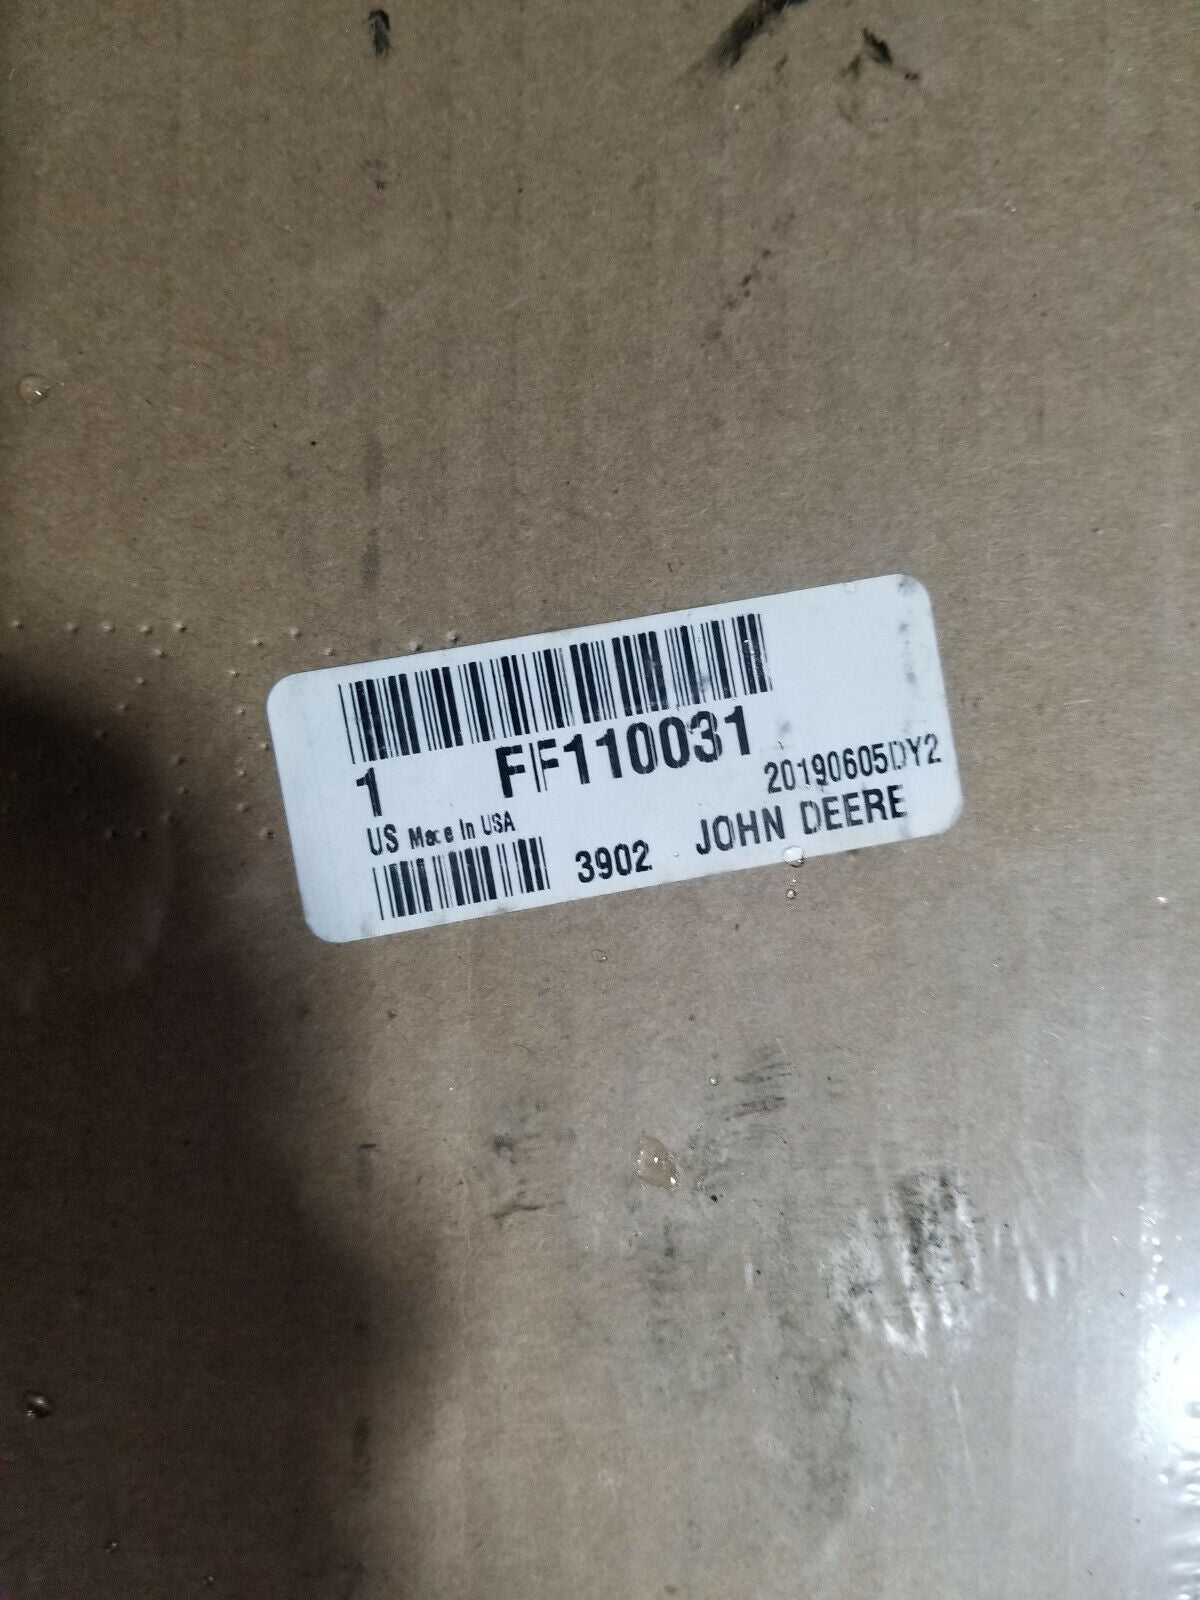 1 FF110031
20190605DY2
US Made In USA
3902 JOHN DEERE